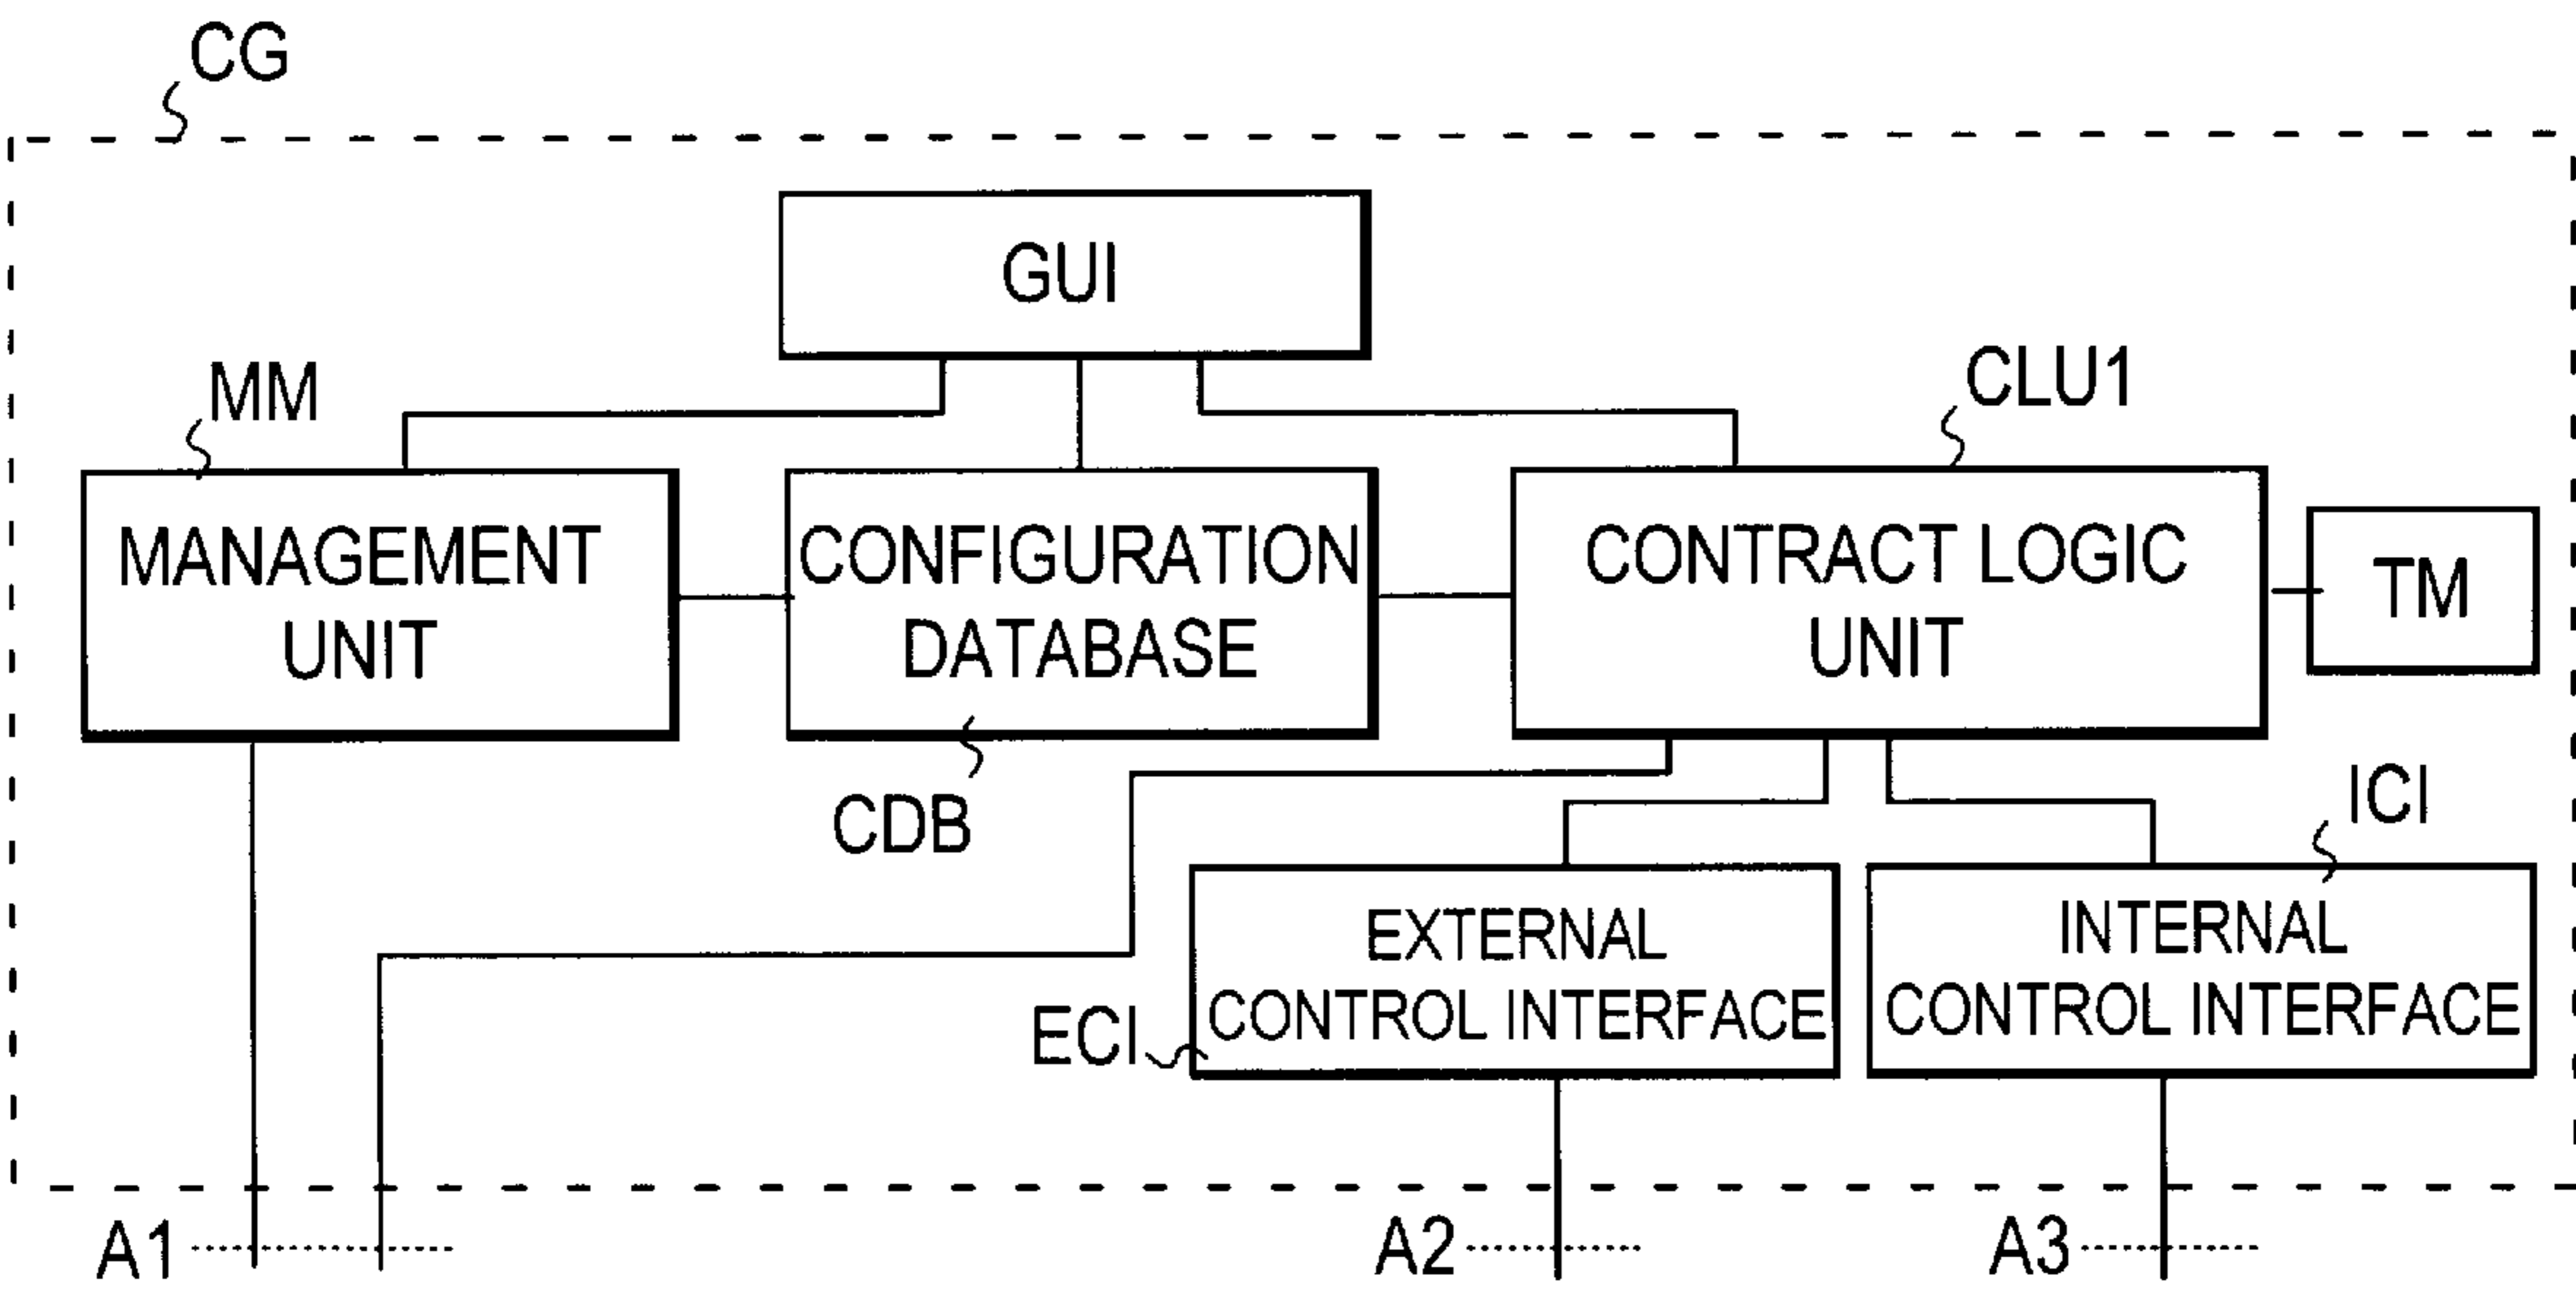 CG
GUI
MM
CLU1
MANAGEMENT
UNIT
CONFIGURATION
DATABASE
CONTRACT LOGIC
UNIT
TM
CDB
ICI
EXTERNAL
CONTROL INTERFACE
INTERNAL
CONTROL INTERFACE
ECI
A1
A2
A3